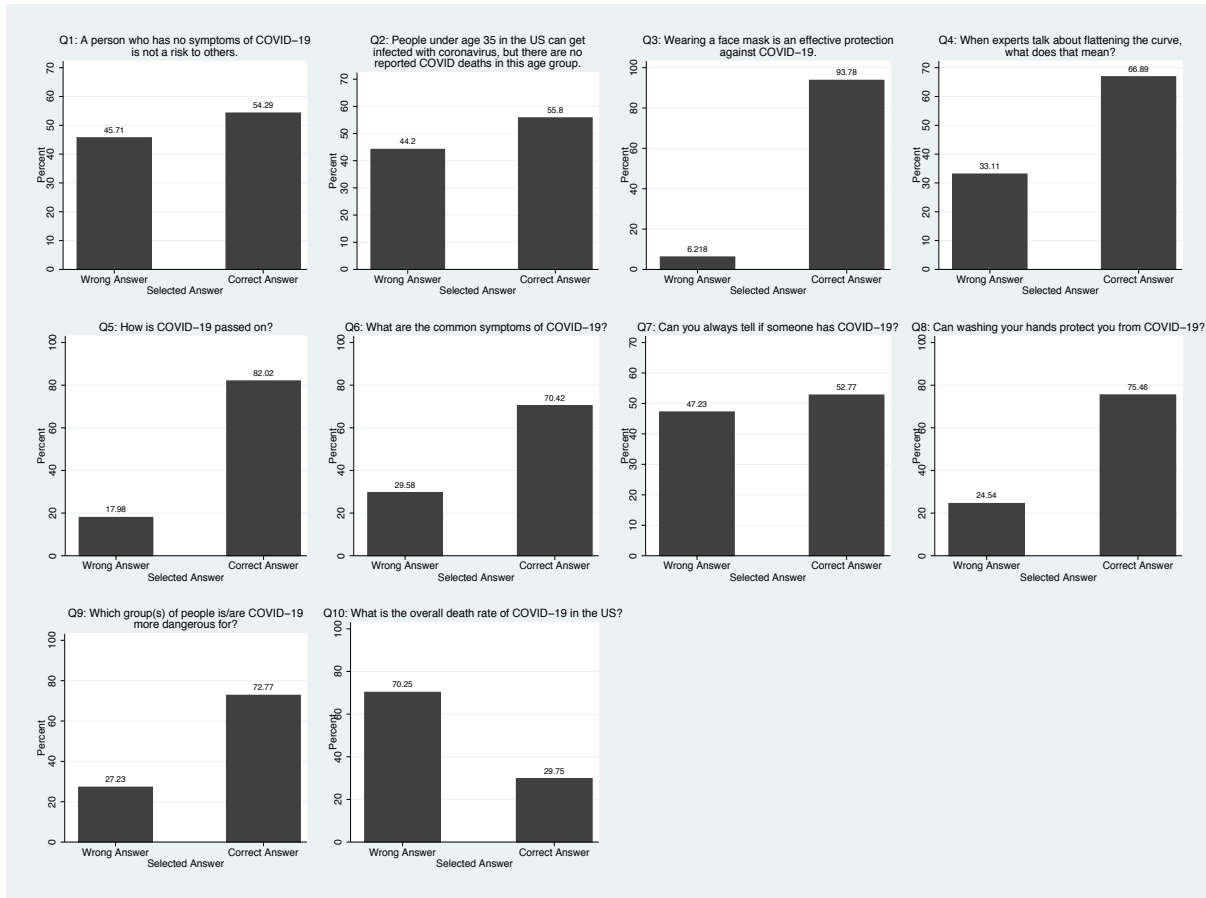 Q1: A person who has no symptoms of COVID−19
is not a risk to others.
70
60
50
40
30
20
10
0
Percent
45.71
54.29
Wrong Answer Correct Answer
Selected Answer
Q2: People under age 35 in the US can get
infected with coronavirus, but there are no
reported COVID deaths in this age group.
70
60
50
40
30
20
10
0
Percent
44.2
55.8
Wrong Answer Correct Answer
Selected Answer
Q3: Wearing a face mask is an effective protection
against COVID−19.
100
80
60
40
20
0
Percent
6.218
93.78
Wrong Answer Correct Answer
Selected Answer
Q4: When experts talk about flattening the curve,
what does that mean?
70
60
50
40
30
20
10
0
Percent
33.11
66.89
Wrong Answer Correct Answer
Selected Answer
Q5: How is COVID−19 passed on?
100
80
60
40
20
0
Percent
17.98
82.02
Wrong Answer Correct Answer
Selected Answer
Q6: What are the common symptoms of COVID−19?
100
80
60
40
20
0
Percent
29.58
70.42
Wrong Answer Correct Answer
Selected Answer
Q7: Can you always tell if someone has COVID−19?
70
60
50
40
30
20
10
0
Percent
47.23
52.77
Wrong Answer Correct Answer
Selected Answer
Q8: Can washing your hands protect you from COVID−19?
100
80
60
40
20
0
Percent
24.54
75.46
Wrong Answer Correct Answer
Selected Answer
Q9: Which group(s) of people is/are COVID−19
more dangerous for?
100
80
60
40
20
0
Percent
27.23
72.77
Wrong Answer Correct Answer
Selected Answer
Q10: What is the overall death rate of COVID−19 in the US?
100
80
60
40
20
0
Percent
70.25
29.75
Wrong Answer Correct Answer
Selected Answer